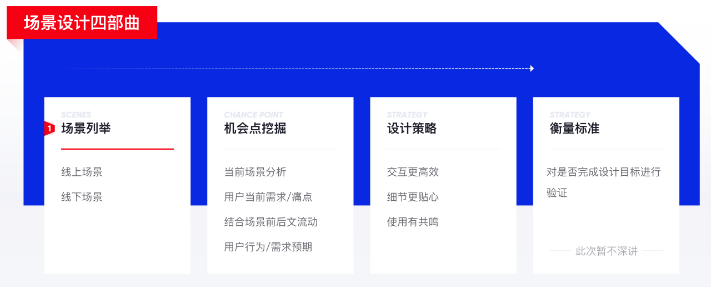 场景设计四部曲
SCENES
1
场景列举
线上场景
线下场景
CHANCE POINT
机会点挖掘
当前场景分析
用户当前需求/痛点
结合场景前后文流动
用户行为/需求预期
STRATEGY
设计策略
交互更高效
细节更贴心
使用有共鸣
STRATEGY
衡量标准
对是否完成设计目标进行
验证
此次暂不深讲